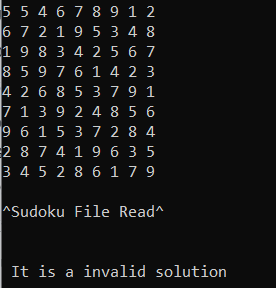 5 5 4 6 7 8 9 1 2
6 7 2 1 9 5 3 4 8
1 9 8 3 4 2 5 6 7
8 5 9 7 6 1 4 2 3
4 2 6 8 5 3 7 9 1
7 1 3 9 2 4 8 5 6
9 6 1 5 3 7 2 8 4
2 8 7 4 1 9 6 3 5
3 4 5 2 8 6 1 7 9
^Sudoku File Read^
It is a invalid solution